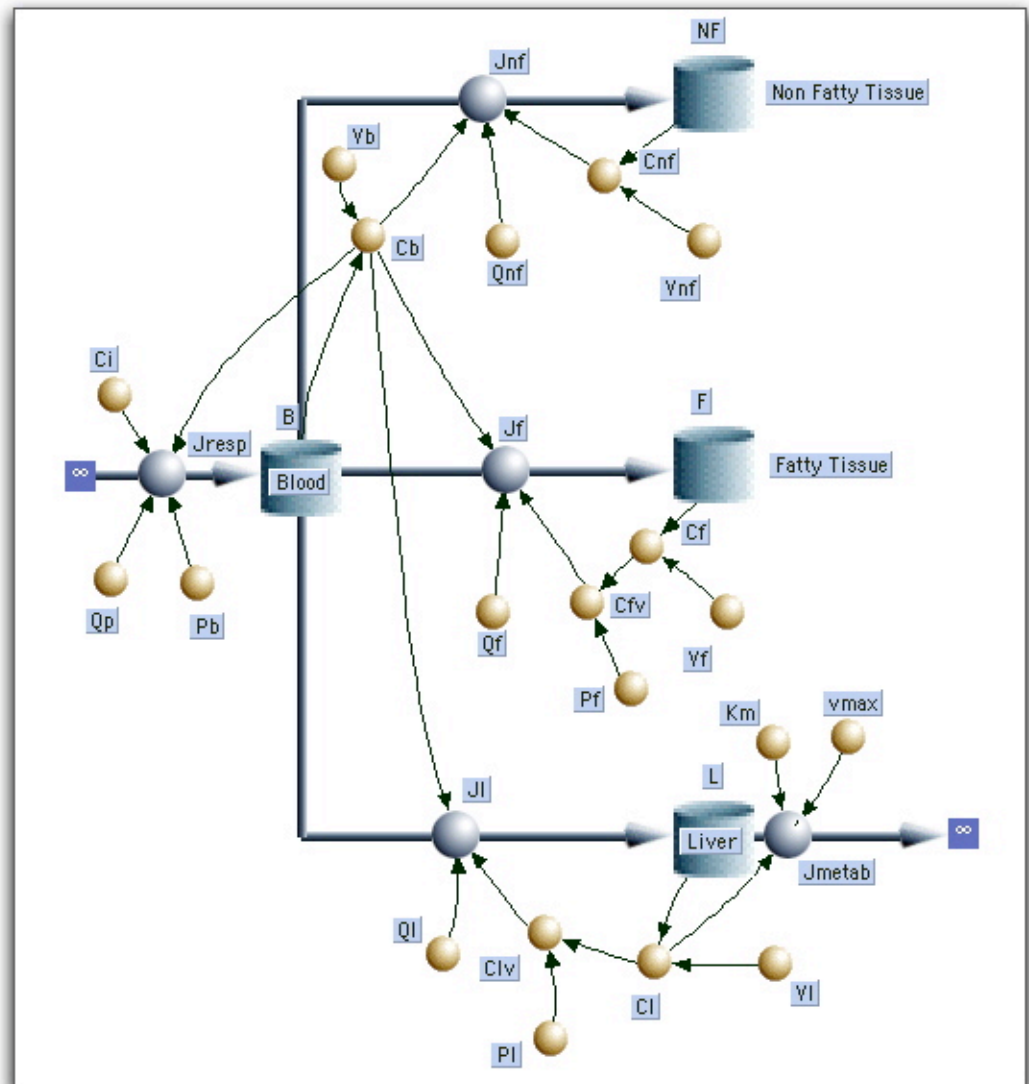 NF
Jnf
Non Fatty Tissue
Vb
Cnf
Cb
Qnf
Vnf
Ci
B
Jresp
Blood
Jf
F
Fatty Tissue
∞
Cf
Cfv
Qp
Pb
Qf
Vf
Pf
Km
vmax
Jl
L
Liver
∞
Jmetab
Ql
Clv
Cl
Vl
Pl